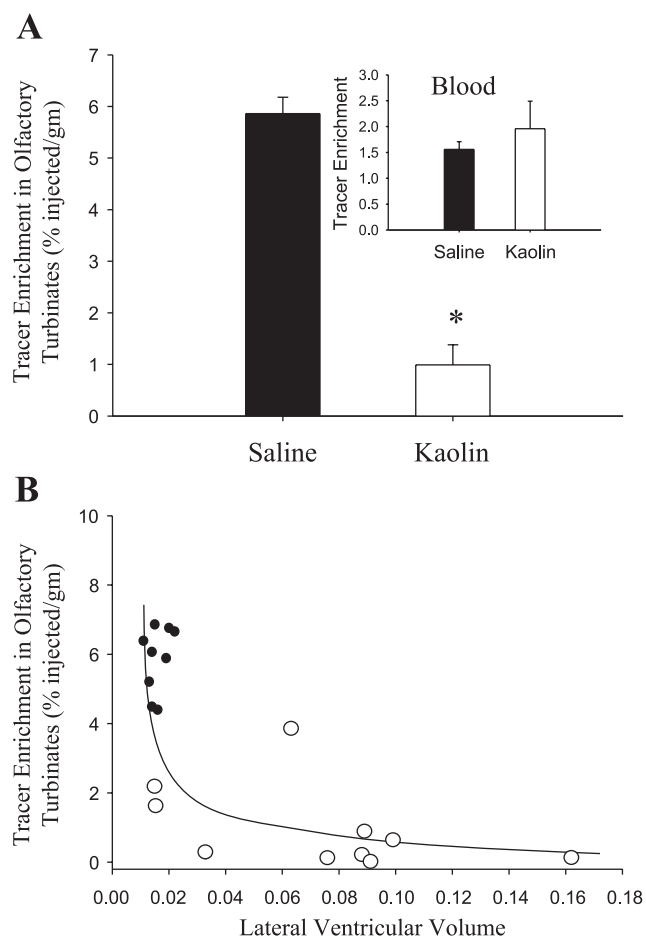 A
Tracer Enrichment in Olfactory
Turbinates (% injected/gm)
7
6
5
4
3
2
1
0
Blood
Tracer Enrichment
3.0
2.5
2.0
1.5
1.0
0.5
0.0
Saline Kaolin
*
Saline Kaolin
B
Tracer Enrichment in Olfactory
Turbinates (% injected/gm)
10
8
6
4
2
0
0.00 0.02 0.04 0.06 0.08 0.10 0.12 0.14 0.16 0.18
Lateral Ventricular Volume